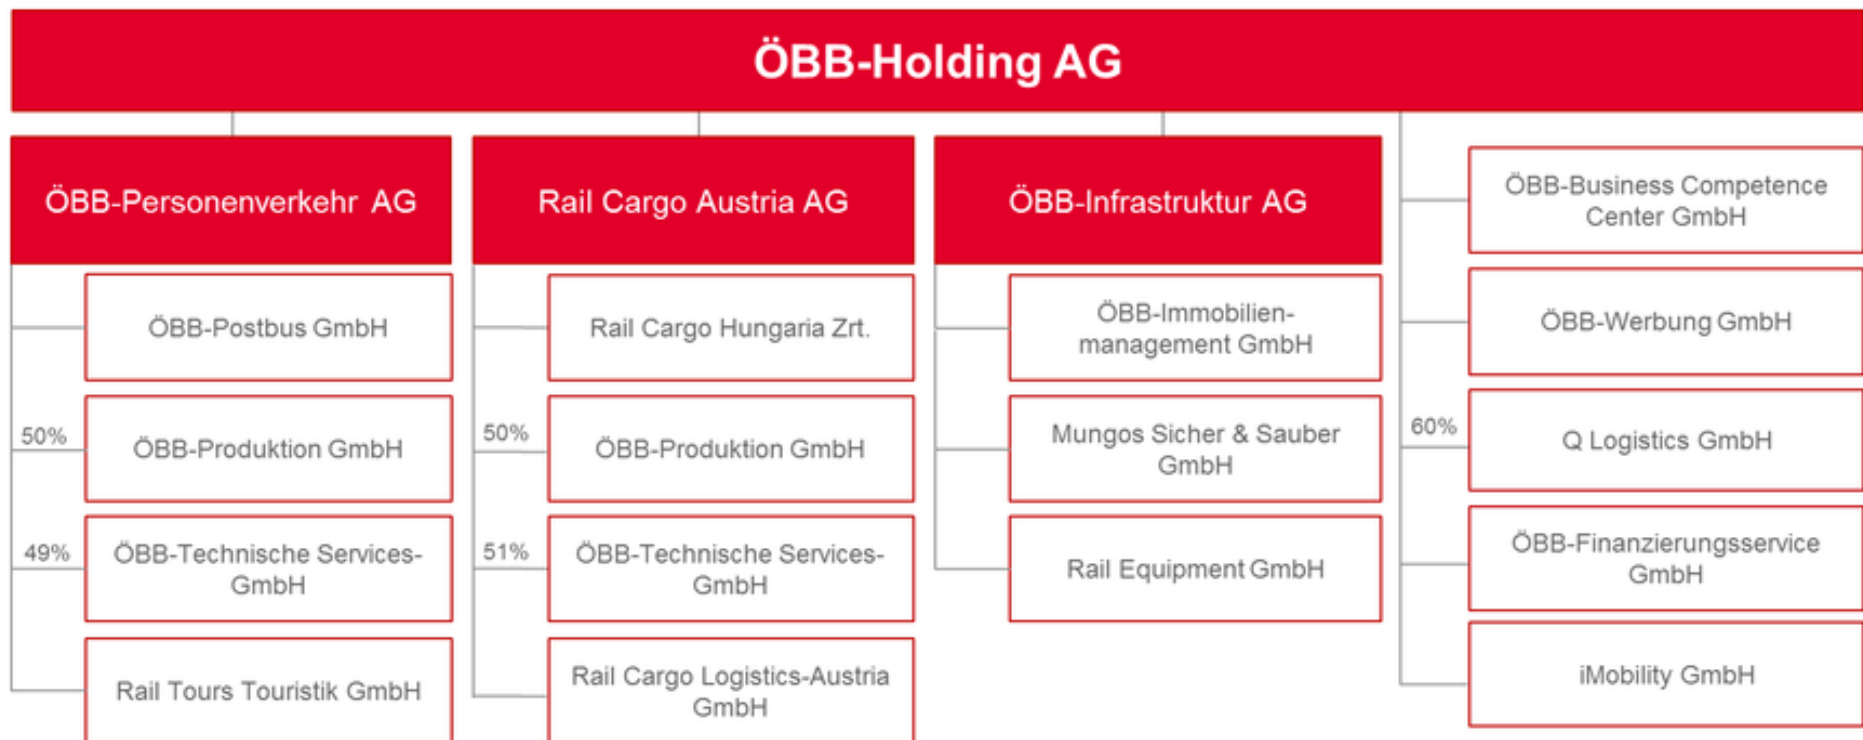 ÖBB-Holding AG
ÖBB-Personenverkehr AG
ÖBB-Postbus GmbH
50%
ÖBB-Produktion GmbH
49%
ÖBB-Technische Services-
GmbH
Rail Tours Touristik GmbH
Rail Cargo Austria AG
Rail Cargo Hungaria Zrt.
50%
ÖBB-Produktion GmbH
51%
ÖBB-Technische Services-
GmbH
Rail Cargo Logistics-Austria
GmbH
ÖBB-Infrastruktur AG
ÖBB-Immobilien-
management GmbH
Mungos Sicher & Sauber
GmbH
Rail Equipment GmbH
ÖBB-Business Competence
Center GmbH
ÖBB-Werbung GmbH
60%
Q Logistics GmbH
ÖBB-Finanzierungsservice
GmbH
iMobility GmbH